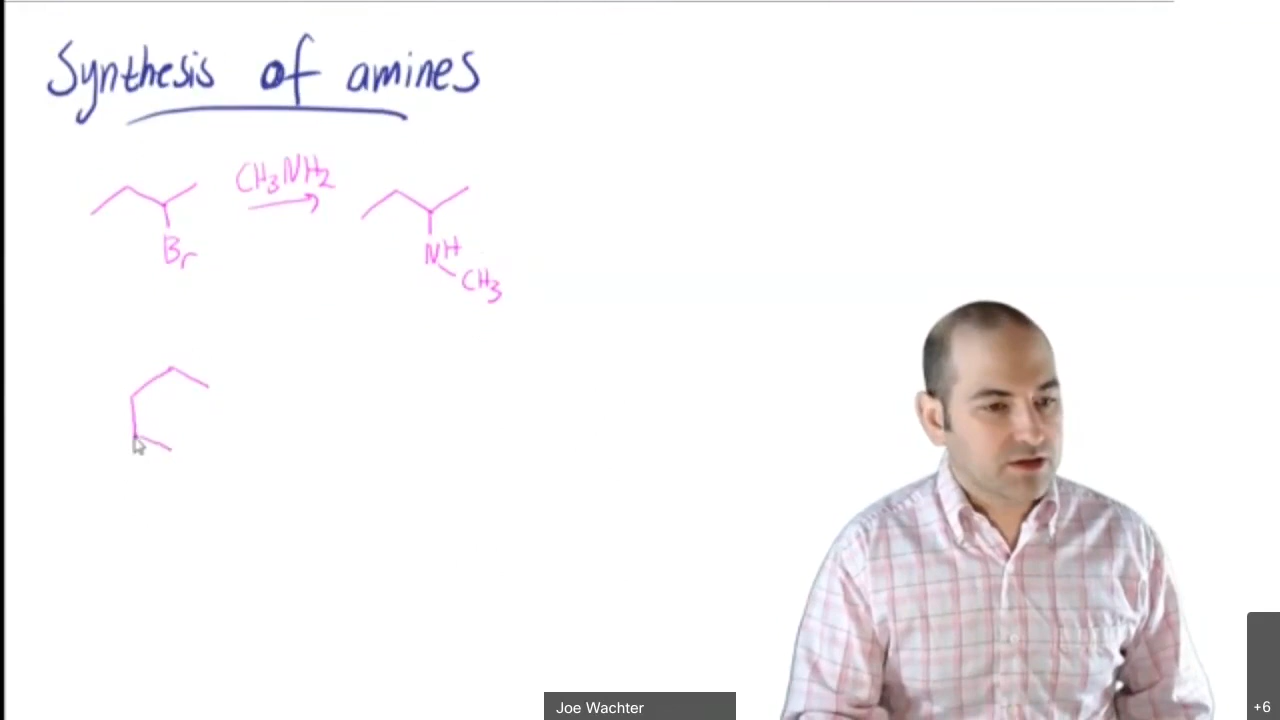 Synthesis of amines
CH₃NH₂
Br
NH
CH₃
Joe Wachter
+6